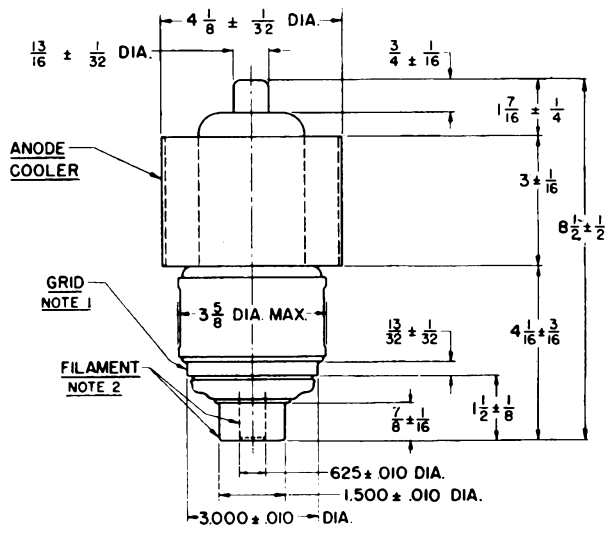 4 1/8 ± 1/32 DIA.
13/16 ± 1/32 DIA.
3/4 ± 1/16
1 7/16 ± 1/4
ANODE
COOLER
3 ± 1/16
8 1/2 ± 1/2
GRID
NOTE 1
3 5/8 DIA. MAX.
13/32 ± 1/32
4 1/16 ± 3/16
FILAMENT
NOTE 2
7/8 ± 1/16
1 1/2 ± 1/8
625 ± .010 DIA.
1.500 ± .010 DIA.
3.000 ± .010 DIA.